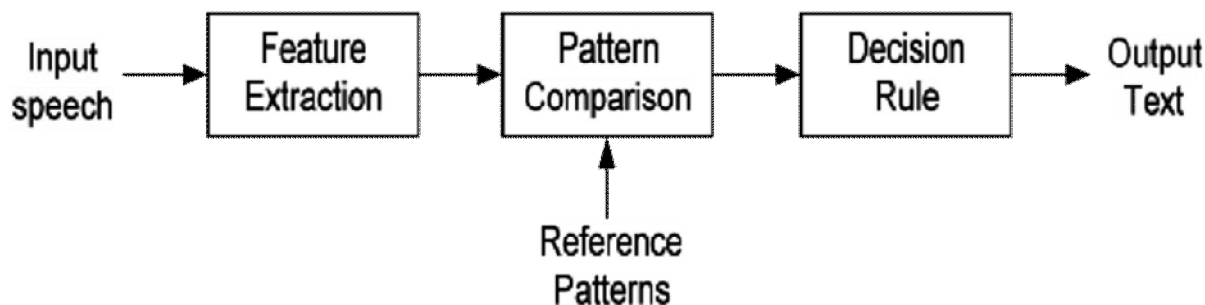 Input
speech
Feature
Extraction
Pattern
Comparison
Decision
Rule
Output
Text
Reference
Patterns